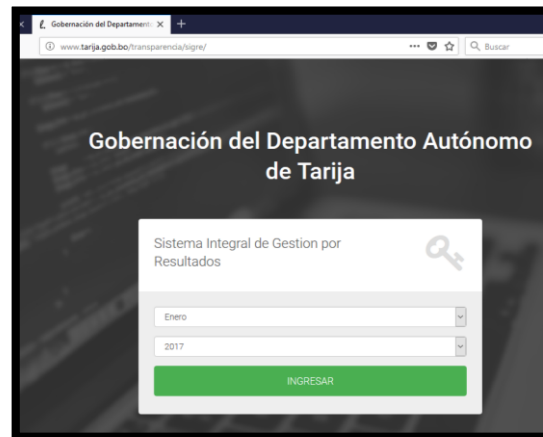 Gobernación del Departament
www.tarija.gob.bo/transparencia/sigre/
Buscar
Gobernación del Departamento Autónomo
de Tarija
Sistema Integral de Gestion por
Resultados
Enero
2017
INGRESAR